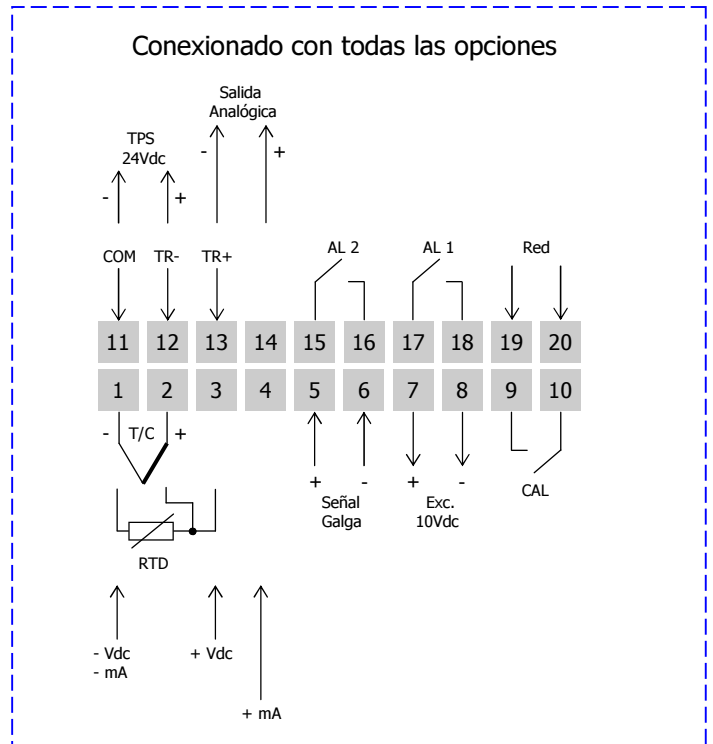 Conexionado con todas las opciones
Salida
Analógica
TPS
24Vdc
- +
- +
COM TR- TR+ AL 2 AL 1 Red
11 12 13 14 15 16 17 18 19 20
1 2 3 4 5 6 7 8 9 10
- T/C +
+ - + -
Señal
Galga
Exc.
10Vdc
CAL
RTD
- Vdc
- mA
+ Vdc
+ mA